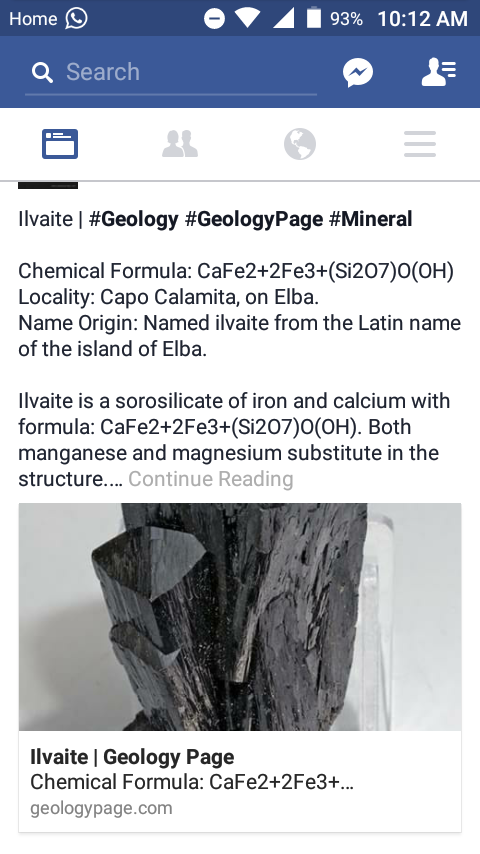 Home 93% 10:12 AM
Search
Ilvaite | #Geology #GeologyPage #Mineral
Chemical Formula: CaFe2+2Fe3+(Si2O7)O(OH)
Locality: Capo Calamita, on Elba.
Name Origin: Named ilvaite from the Latin name
of the island of Elba.
Ilvaite is a sorosilicate of iron and calcium with
formula: CaFe2+2Fe3+(Si2O7)O(OH). Both
manganese and magnesium substitute in the
structure.... Continue Reading
Ilvaite | Geology Page
Chemical Formula: CaFe2+2Fe3+...
geologypage.com